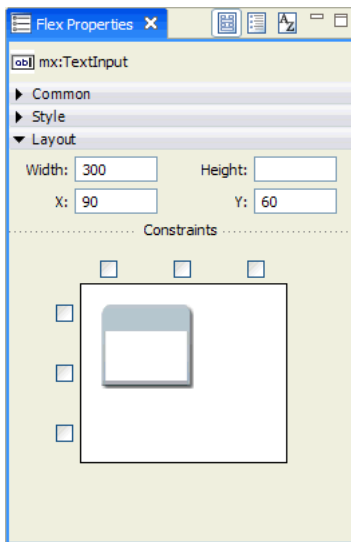 Flex Properties
mx:TextInput
Common
Style
Layout
Width: 300 Height:
X: 90 Y: 60
Constraints